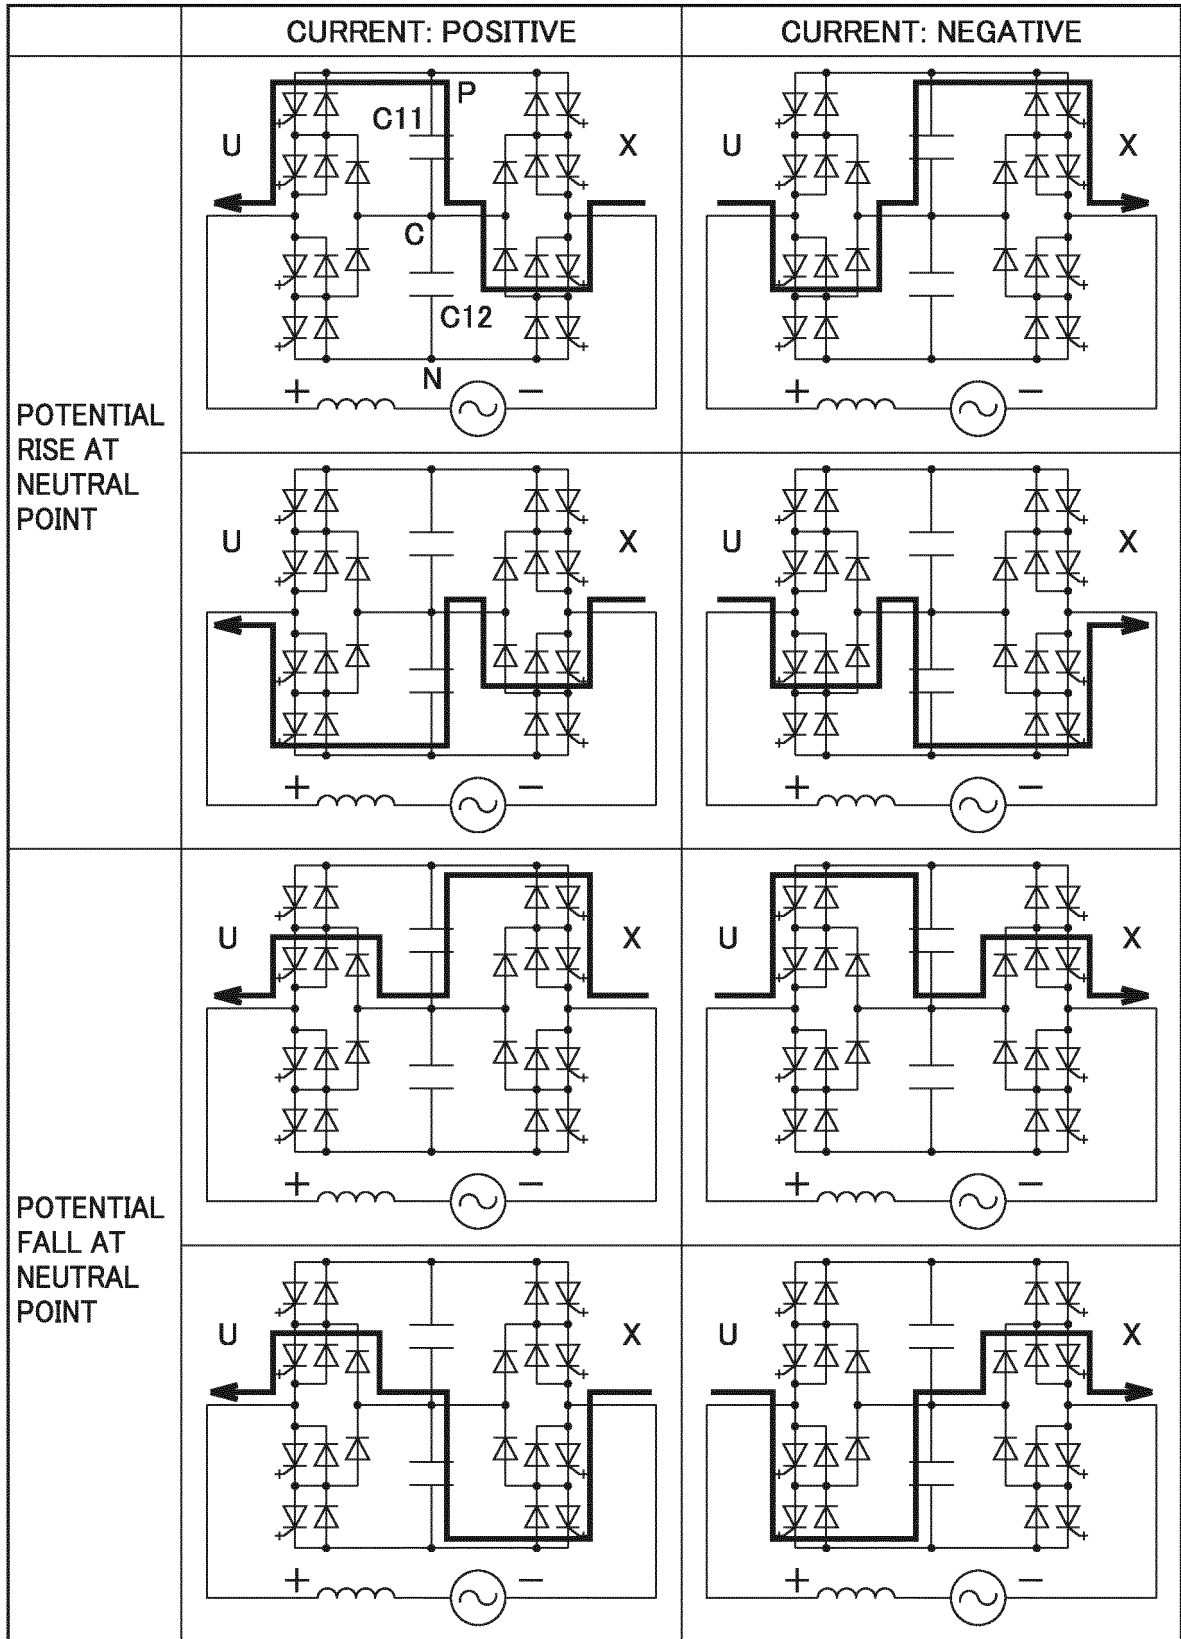 CURRENT: POSITIVE
CURRENT: NEGATIVE
POTENTIAL
RISE AT
NEUTRAL
POINT
P
C11
U
X
C
C12
N
+
−
U
X
+
−
U
X
+
−
U
X
+
−
POTENTIAL
FALL AT
NEUTRAL
POINT
U
X
+
−
U
X
+
−
U
X
+
−
U
X
+
−